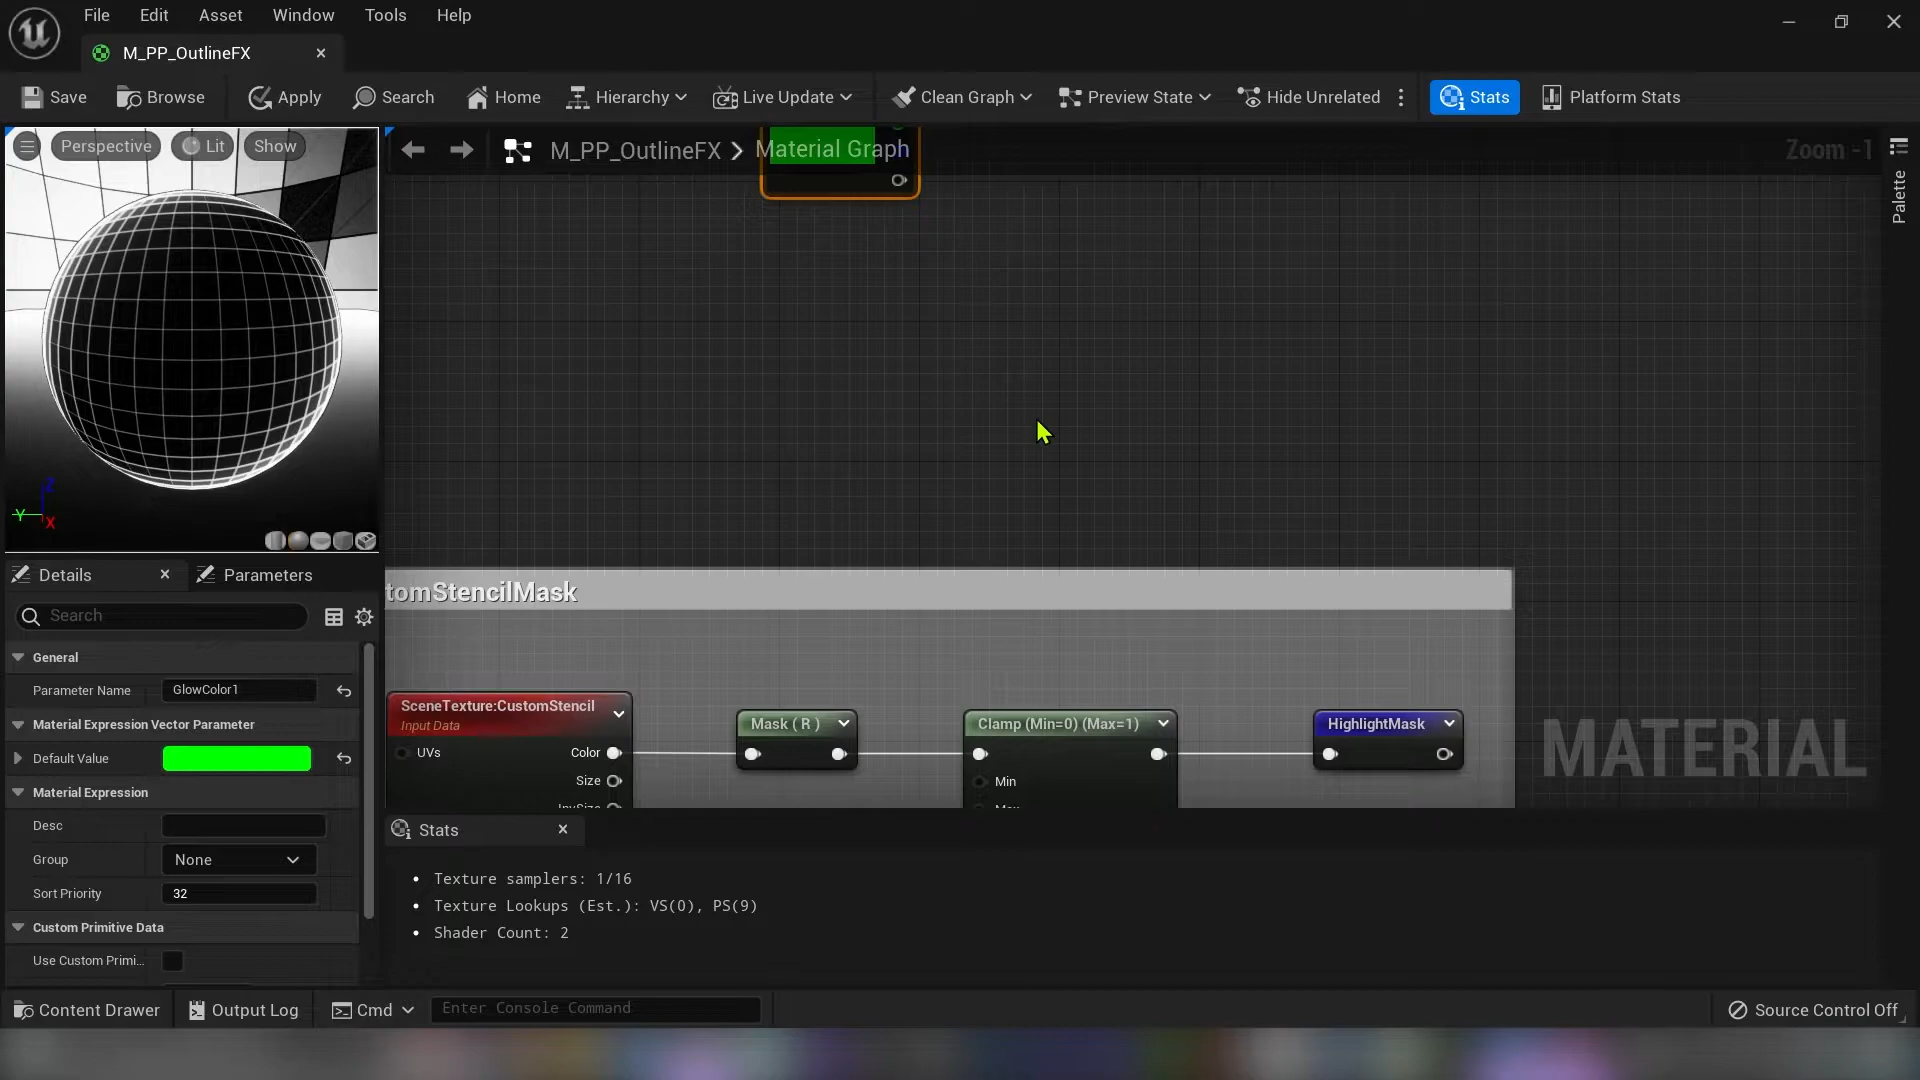 File Edit Asset Window Tools Help
M_PP_OutlineFX
Save Browse Apply Search Home Hierarchy Live Update Clean Graph Preview State Hide Unrelated Stats Platform Stats
Perspective Lit Show
M_PP_OutlineFX Material Graph Zoom -1
Palette
Z
Y
X
Details Parameters
Search
General
Parameter Name GlowColor1
Material Expression Vector Parameter
Default Value
Material Expression
Desc
Group None
Sort Priority 32
Custom Primitive Data
Use Custom Primi...
tomStencilMask
SceneTexture:CustomStencil
Input Data
UVs Color
Size
InvSize
Mask ( R )
Clamp (Min=0) (Max=1)
Min
Max
HighlightMask
MATERIAL
Stats
Texture samplers: 1/16
Texture Lookups (Est.): VS(0), PS(9)
Shader Count: 2
Content Drawer Output Log Cmd Enter Console Command Source Control Off